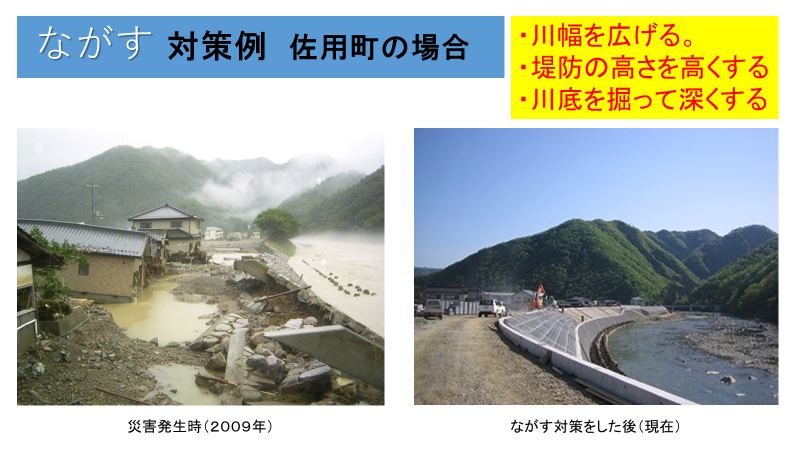 ながす 対策例 佐用町の場合
・川幅を広げる。
・堤防の高さを高くする
・川底を掘って深くする
災害発生時(2009年)
ながす対策をした後(現在)